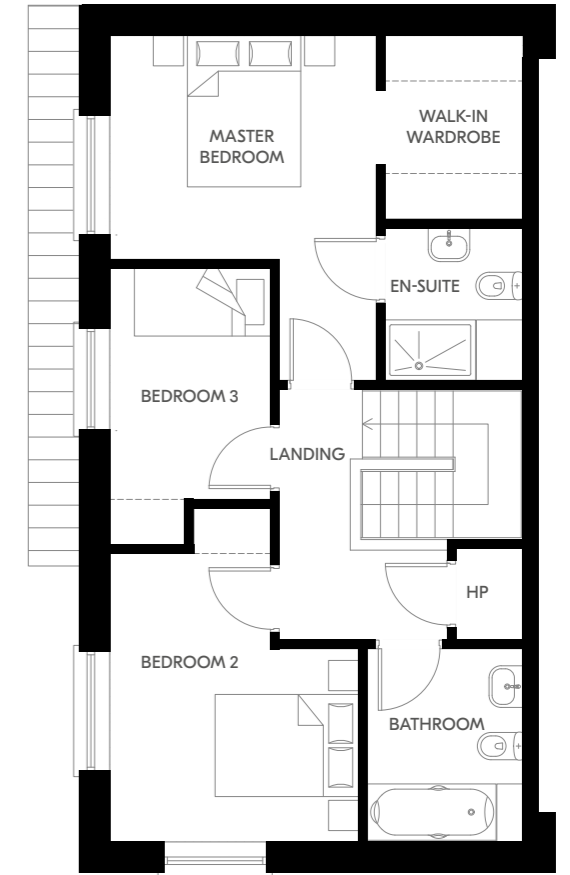 WALK-IN
WARDROBE
MASTER
BEDROOM
EN-SUITE
BEDROOM 3
LANDING
HP
BEDROOM 2
BATHROOM